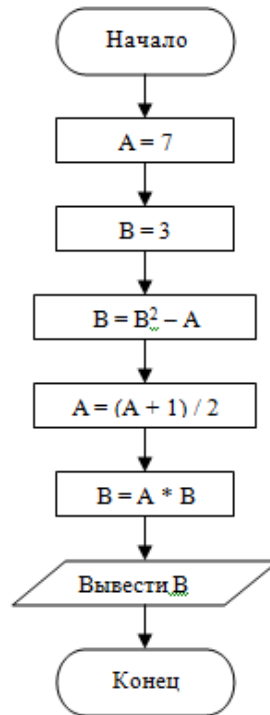 Начало
A = 7
B = 3
B = B² – A
A = (A + 1) / 2
B = A * B
Вывести B
Конец